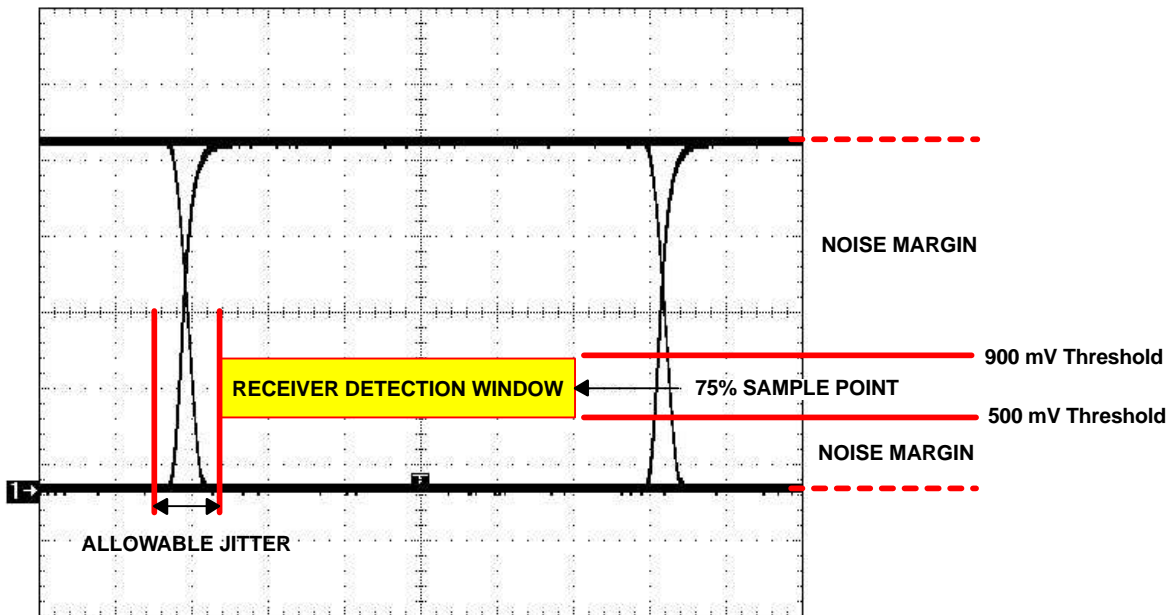 NOISE MARGIN
900 mV Threshold
RECEIVER DETECTION WINDOW
75% SAMPLE POINT
500 mV Threshold
NOISE MARGIN
1
ALLOWABLE JITTER